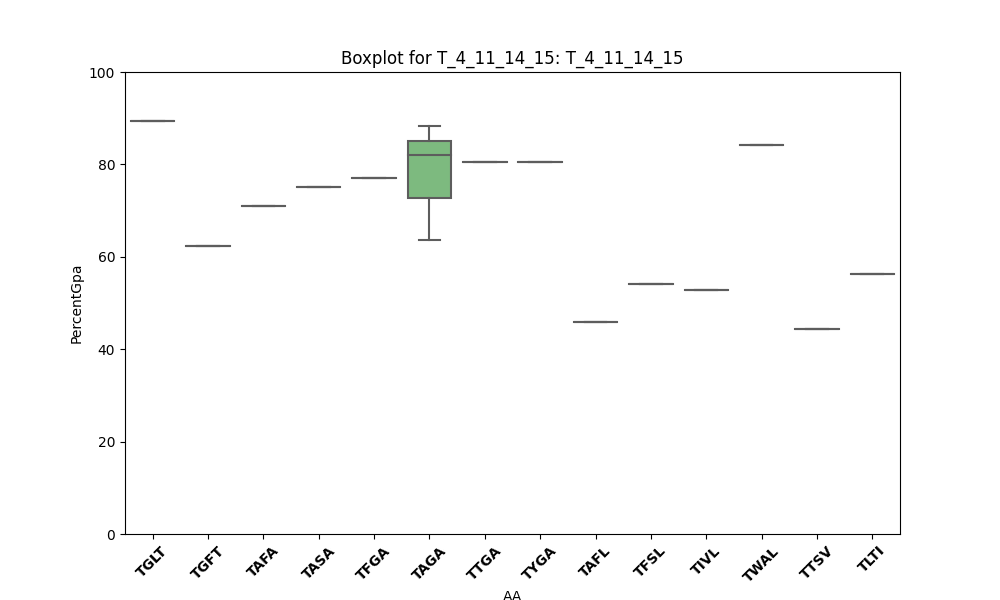 Boxplot for T_4_11_14_15: T_4_11_14_15
100
80
60
40
20
0
PercentGpa
TGLT
TGFT
TAFA
TASA
TFGA
TAGA
TTGA
TYGA
TAFL
TFSL
TIVL
TWAL
TTSV
TLTI
AA